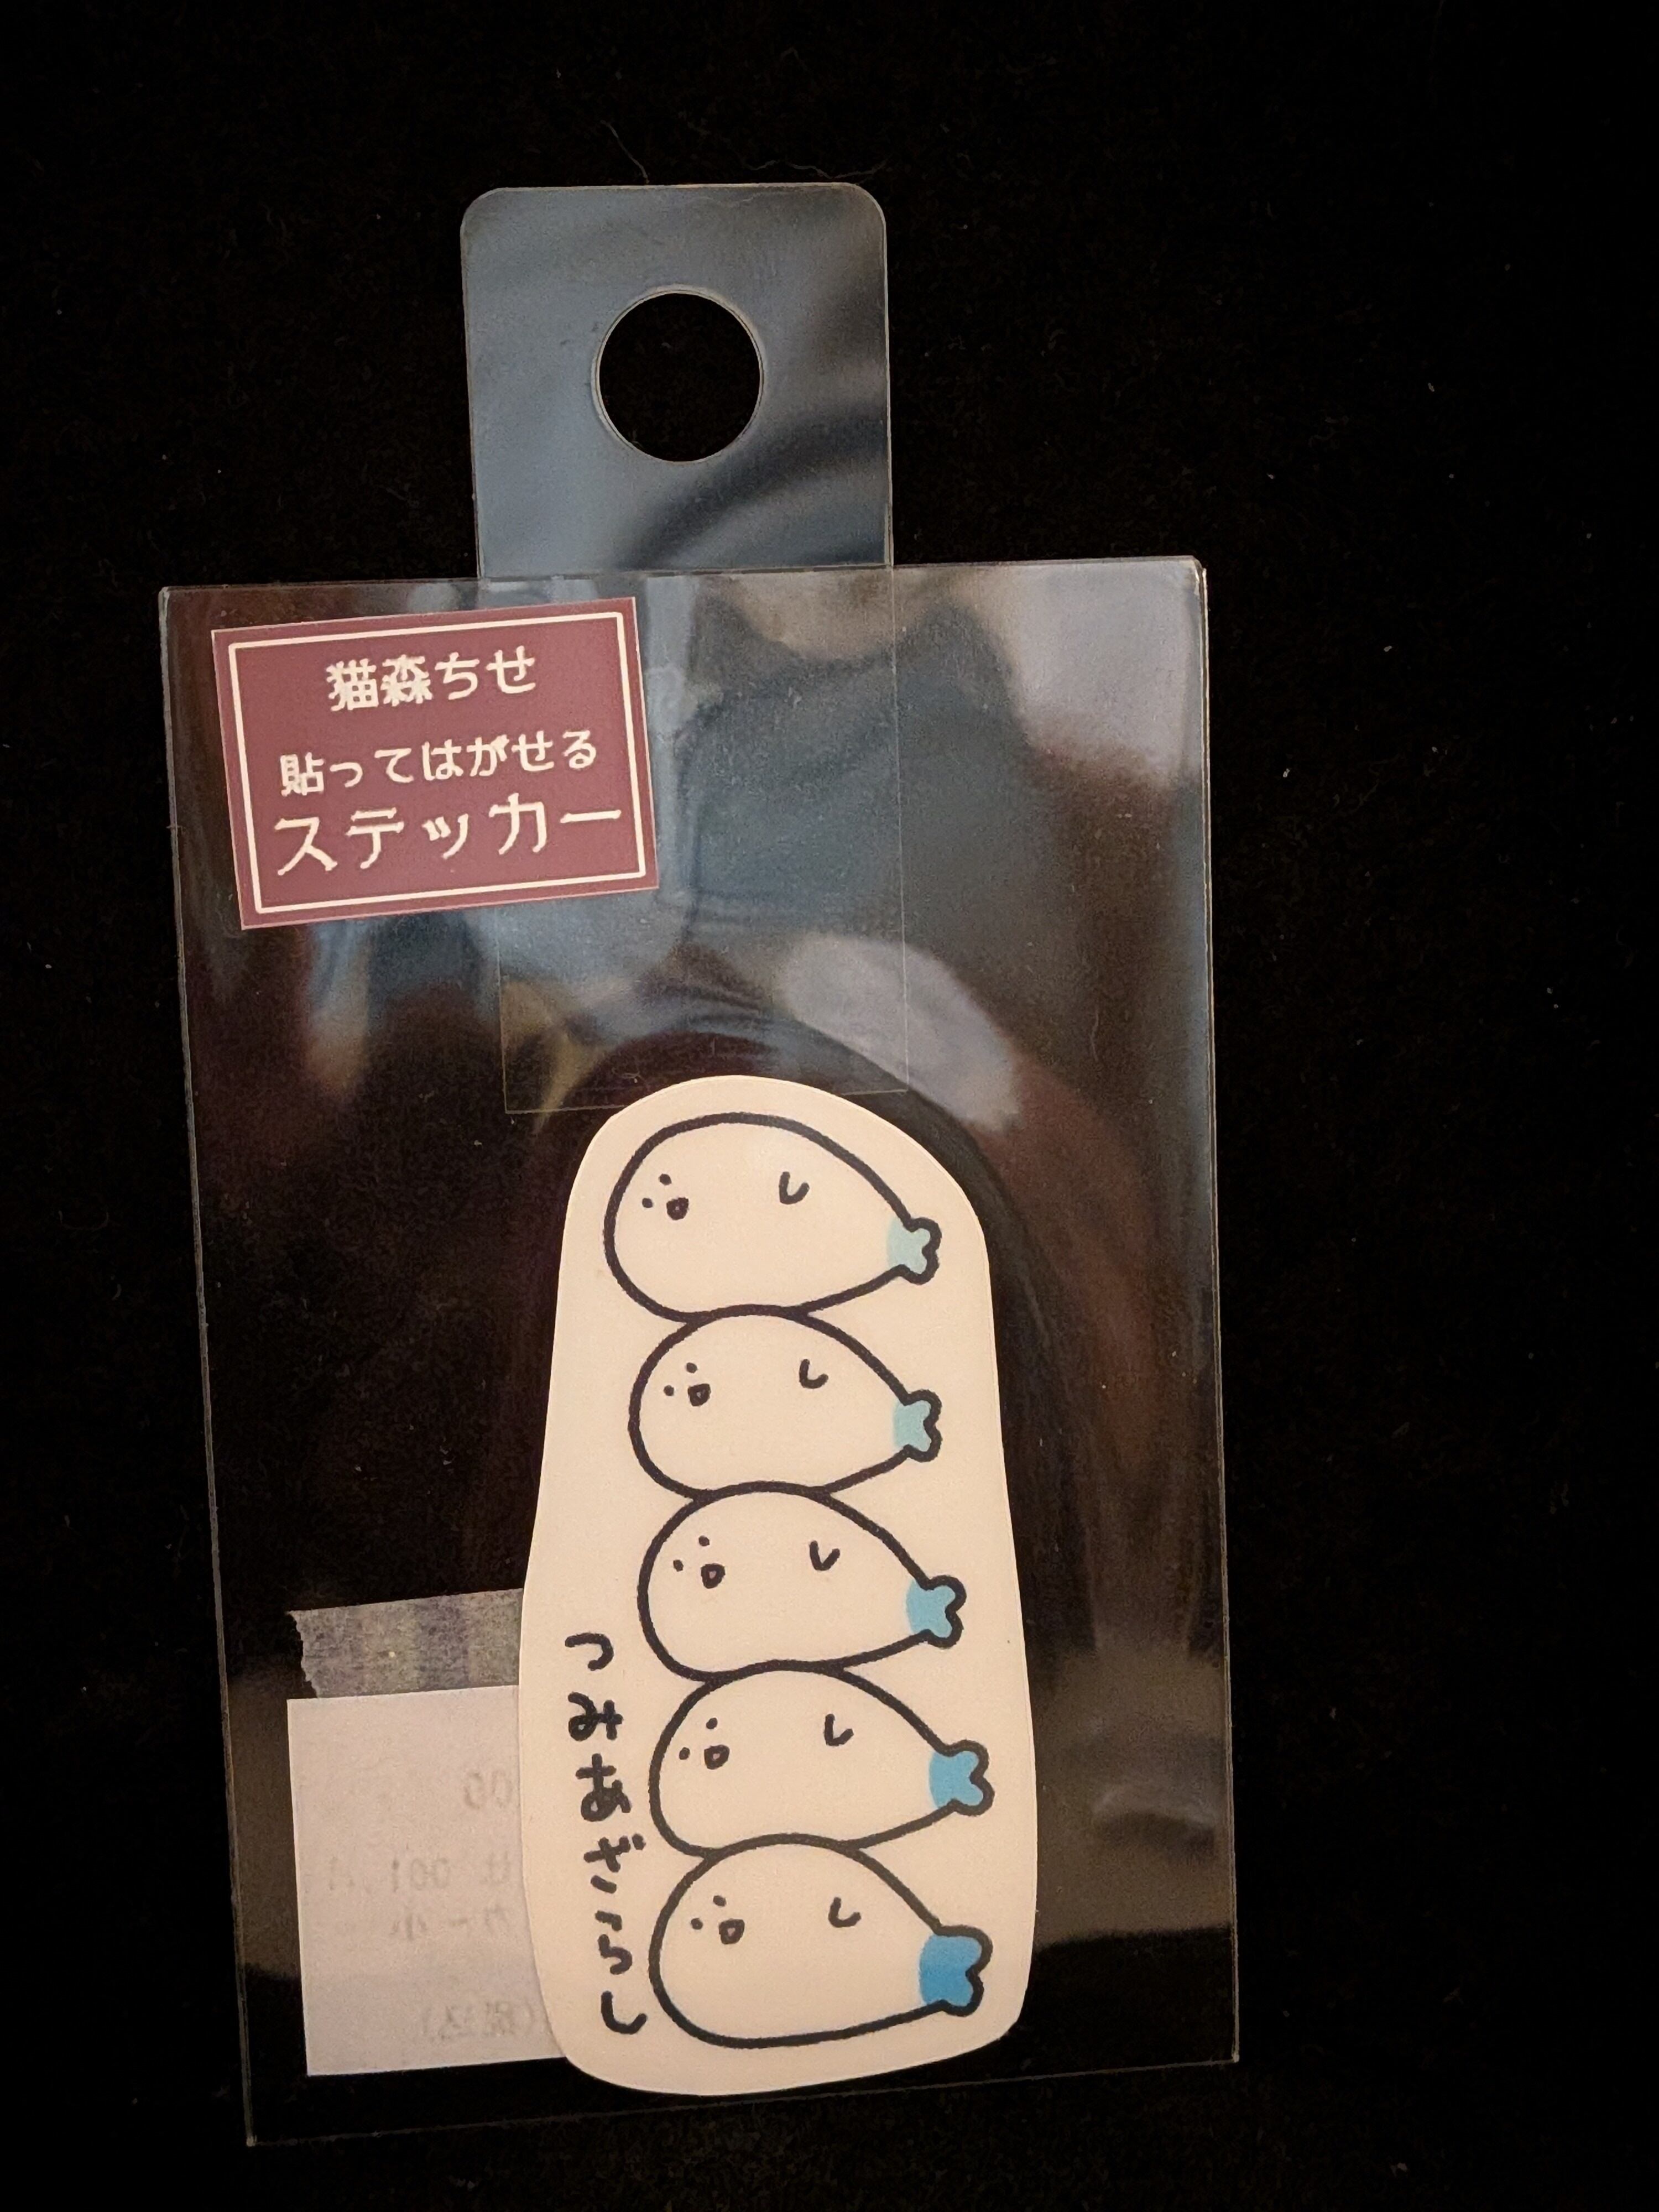 猫森ちせ
貼ってはがせる
ステッカー
つみあざらし